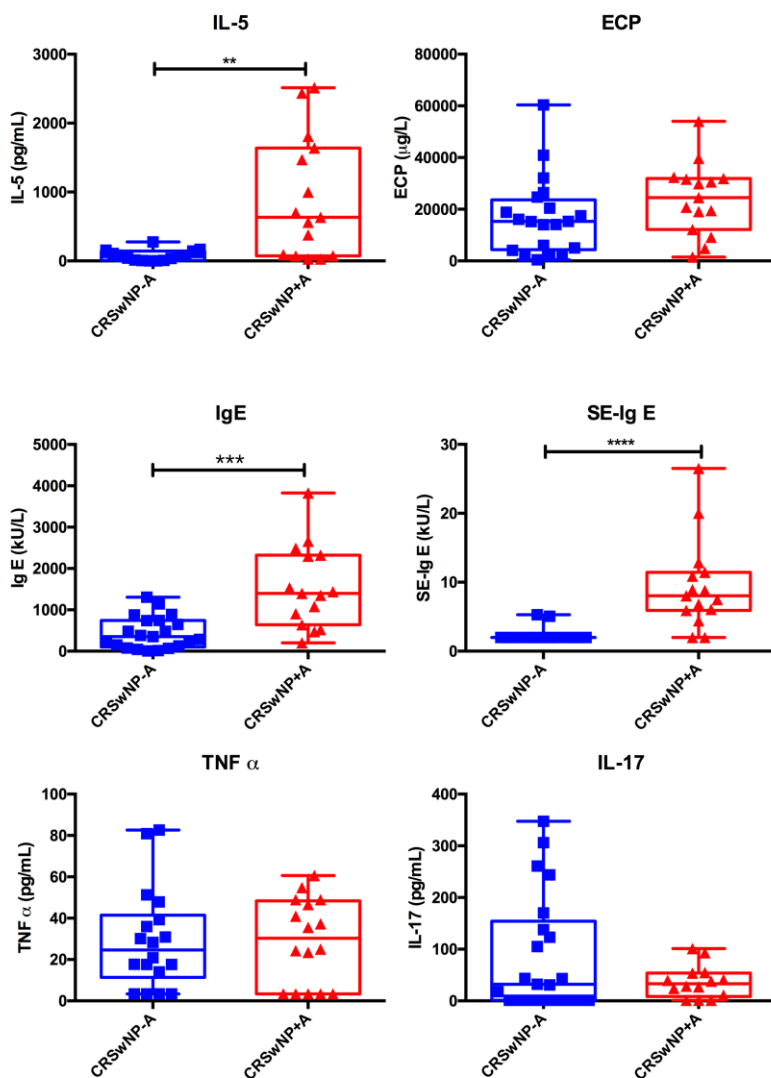 IL-5
**
3000
2000
1000
0
IL-5 (pg/mL)
CRSwNP-A
CRSwNP+A
ECP
80000
60000
40000
20000
0
ECP (µg/L)
CRSwNP-A
CRSwNP+A
IgE
***
5000
4000
3000
2000
1000
0
Ig E (kU/L)
CRSwNP-A
CRSwNP+A
SE-Ig E
****
30
20
10
0
SE-Ig E (kU/L)
CRSwNP-A
CRSwNP+A
TNF α
100
80
60
40
20
0
TNF α (pg/mL)
CRSwNP-A
CRSwNP+A
IL-17
400
300
200
100
0
IL-17 (pg/mL)
CRSwNP-A
CRSwNP+A